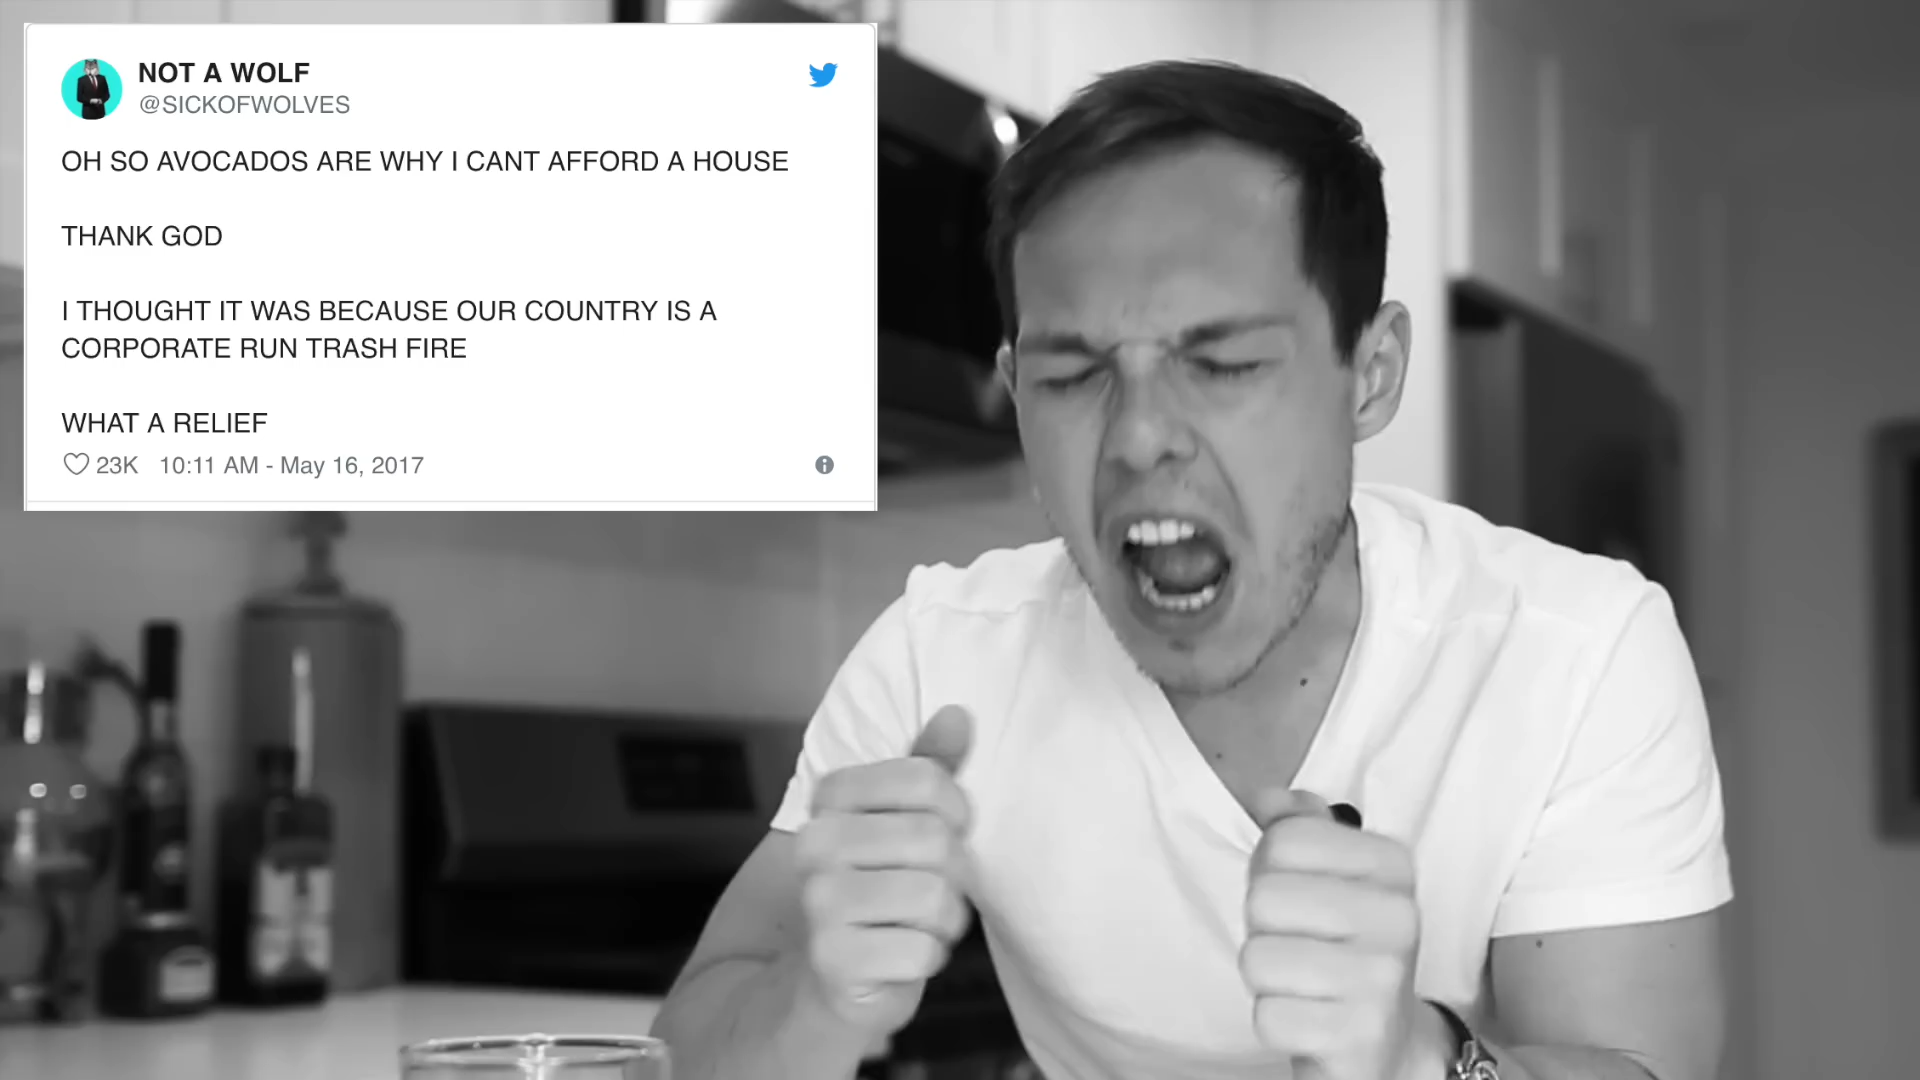 NOT A WOLF
@SICKOFWOLVES
OH SO AVOCADOS ARE WHY I CANT AFFORD A HOUSE
THANK GOD
I THOUGHT IT WAS BECAUSE OUR COUNTRY IS A
CORPORATE RUN TRASH FIRE
WHAT A RELIEF
23K 10:11 AM - May 16, 2017